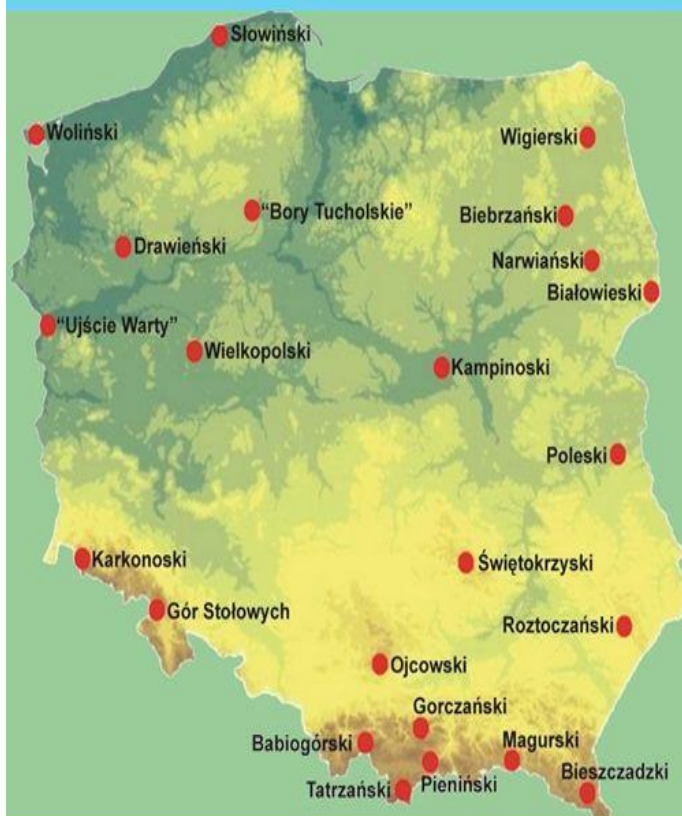 Słowiński
Woliński
Wigierski
“Bory Tucholskie”
Biebrzański
Drawieński
Narwiański
Białowieski
“Ujście Warty”
Wielkopolski
Kampinoski
Poleski
Karkonoski
Świętokrzyski
Gór Stołowych
Roztoczański
Ojcowski
Gorczański
Babiogórski
Magurski
Pieniński
Bieszczadzki
Tatrzański